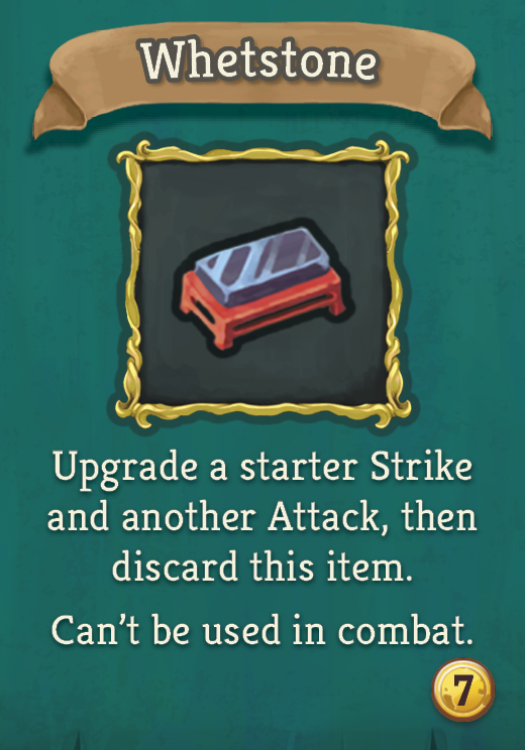 Whetstone
Upgrade a starter Strike
and another Attack, then
discard this item.
Can't be used in combat.
7